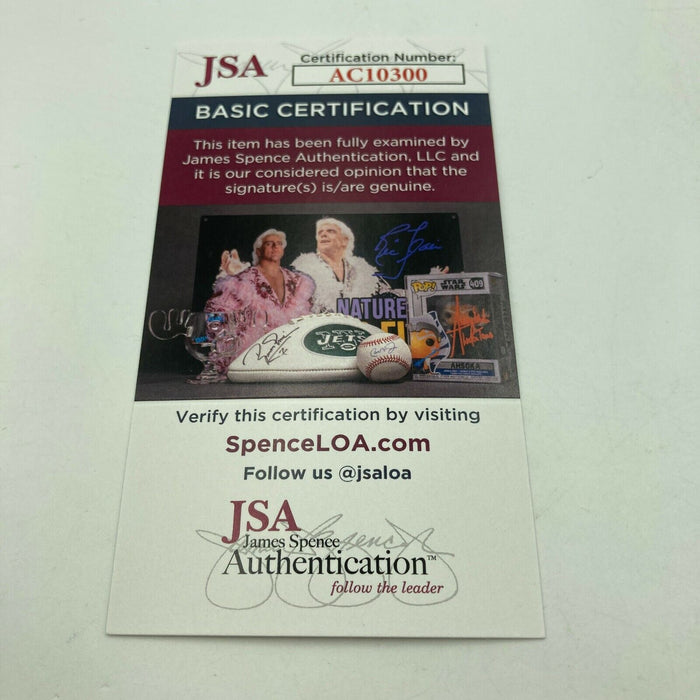 JSA
Certification Number:
AC10300
BASIC CERTIFICATION
This item has been fully examined by
James Spence Authentication, LLC and
it is our considered opinion that the
signature(s) is/are genuine.
NATURE
JETS
POP!
STAR
WARS
409
AHSOKA
Verify this certification by visiting
SpenceLOA.com
Follow us @jsaloa
JSA
James Spence
Authentication™
follow the leader